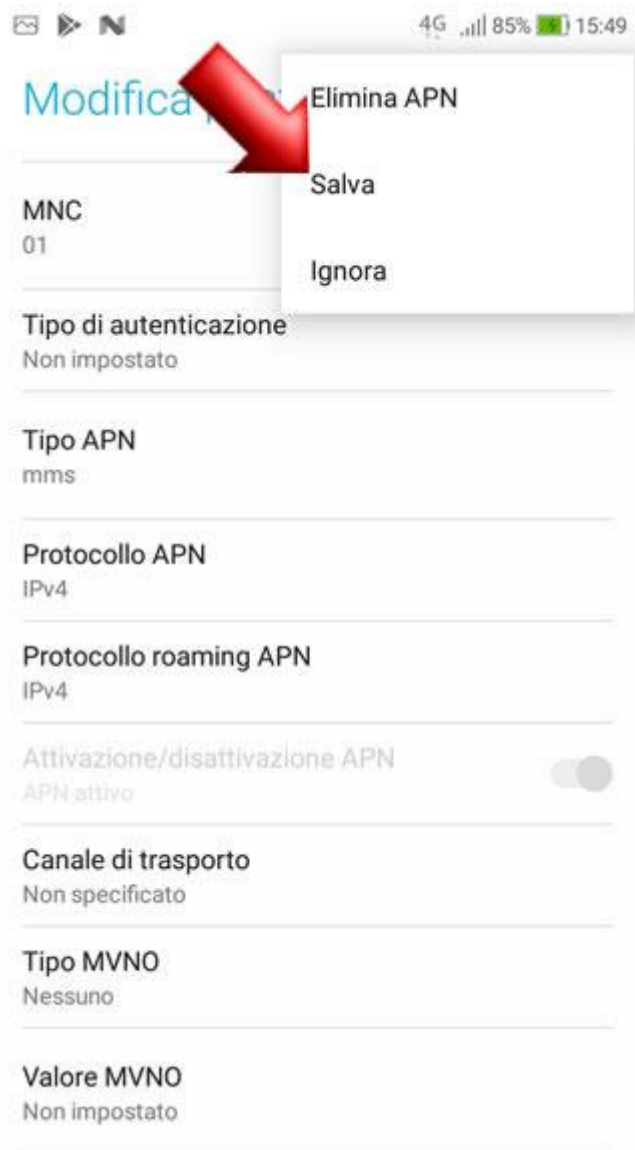 4G 85% 15:49
Modifica
Elimina APN
Salva
Ignora
MNC
01
Tipo di autenticazione
Non impostato
Tipo APN
mms
Protocollo APN
IPv4
Protocollo roaming APN
IPv4
Attivazione/disattivazione APN
APN attivo
Canale di trasporto
Non specificato
Tipo MVNO
Nessuno
Valore MVNO
Non impostato